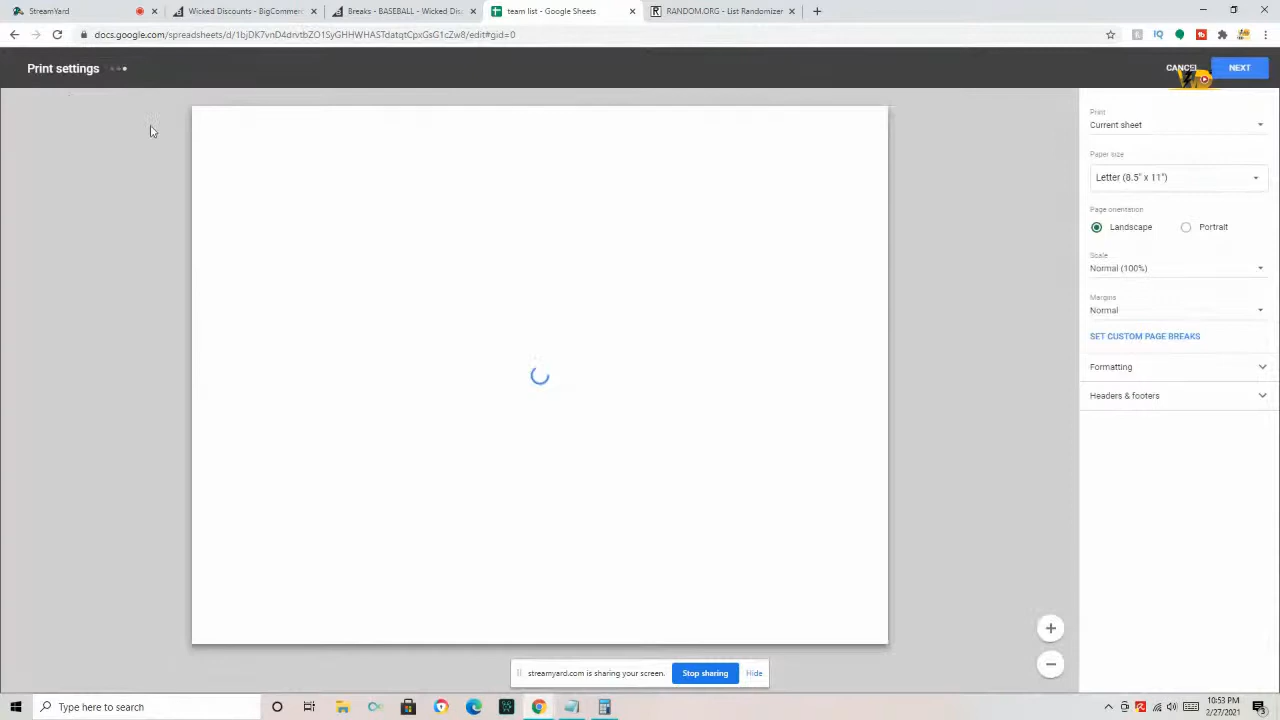 StreamYard
Wicked Discounts - BigCommerc
Breaks - BASEBALL - Wicked Dis
team list - Google Sheets
RANDOM.ORG - List Randomizer
docs.google.com/spreadsheets/d/1bjDK7vnD4drvtbZO1SyGHHWHASTdatqtCpxGsG1cZw8/edit#gid=0
Print settings
CANCEL
NEXT
Print
Current sheet
Paper size
Letter (8.5" x 11")
Page orientation
Landscape
Portrait
Scale
Normal (100%)
Margins
Normal
SET CUSTOM PAGE BREAKS
Formatting
Headers & footers
streamyard.com is sharing your screen.
Stop sharing
Hide
Type here to search
10:53 PM
2/27/2021